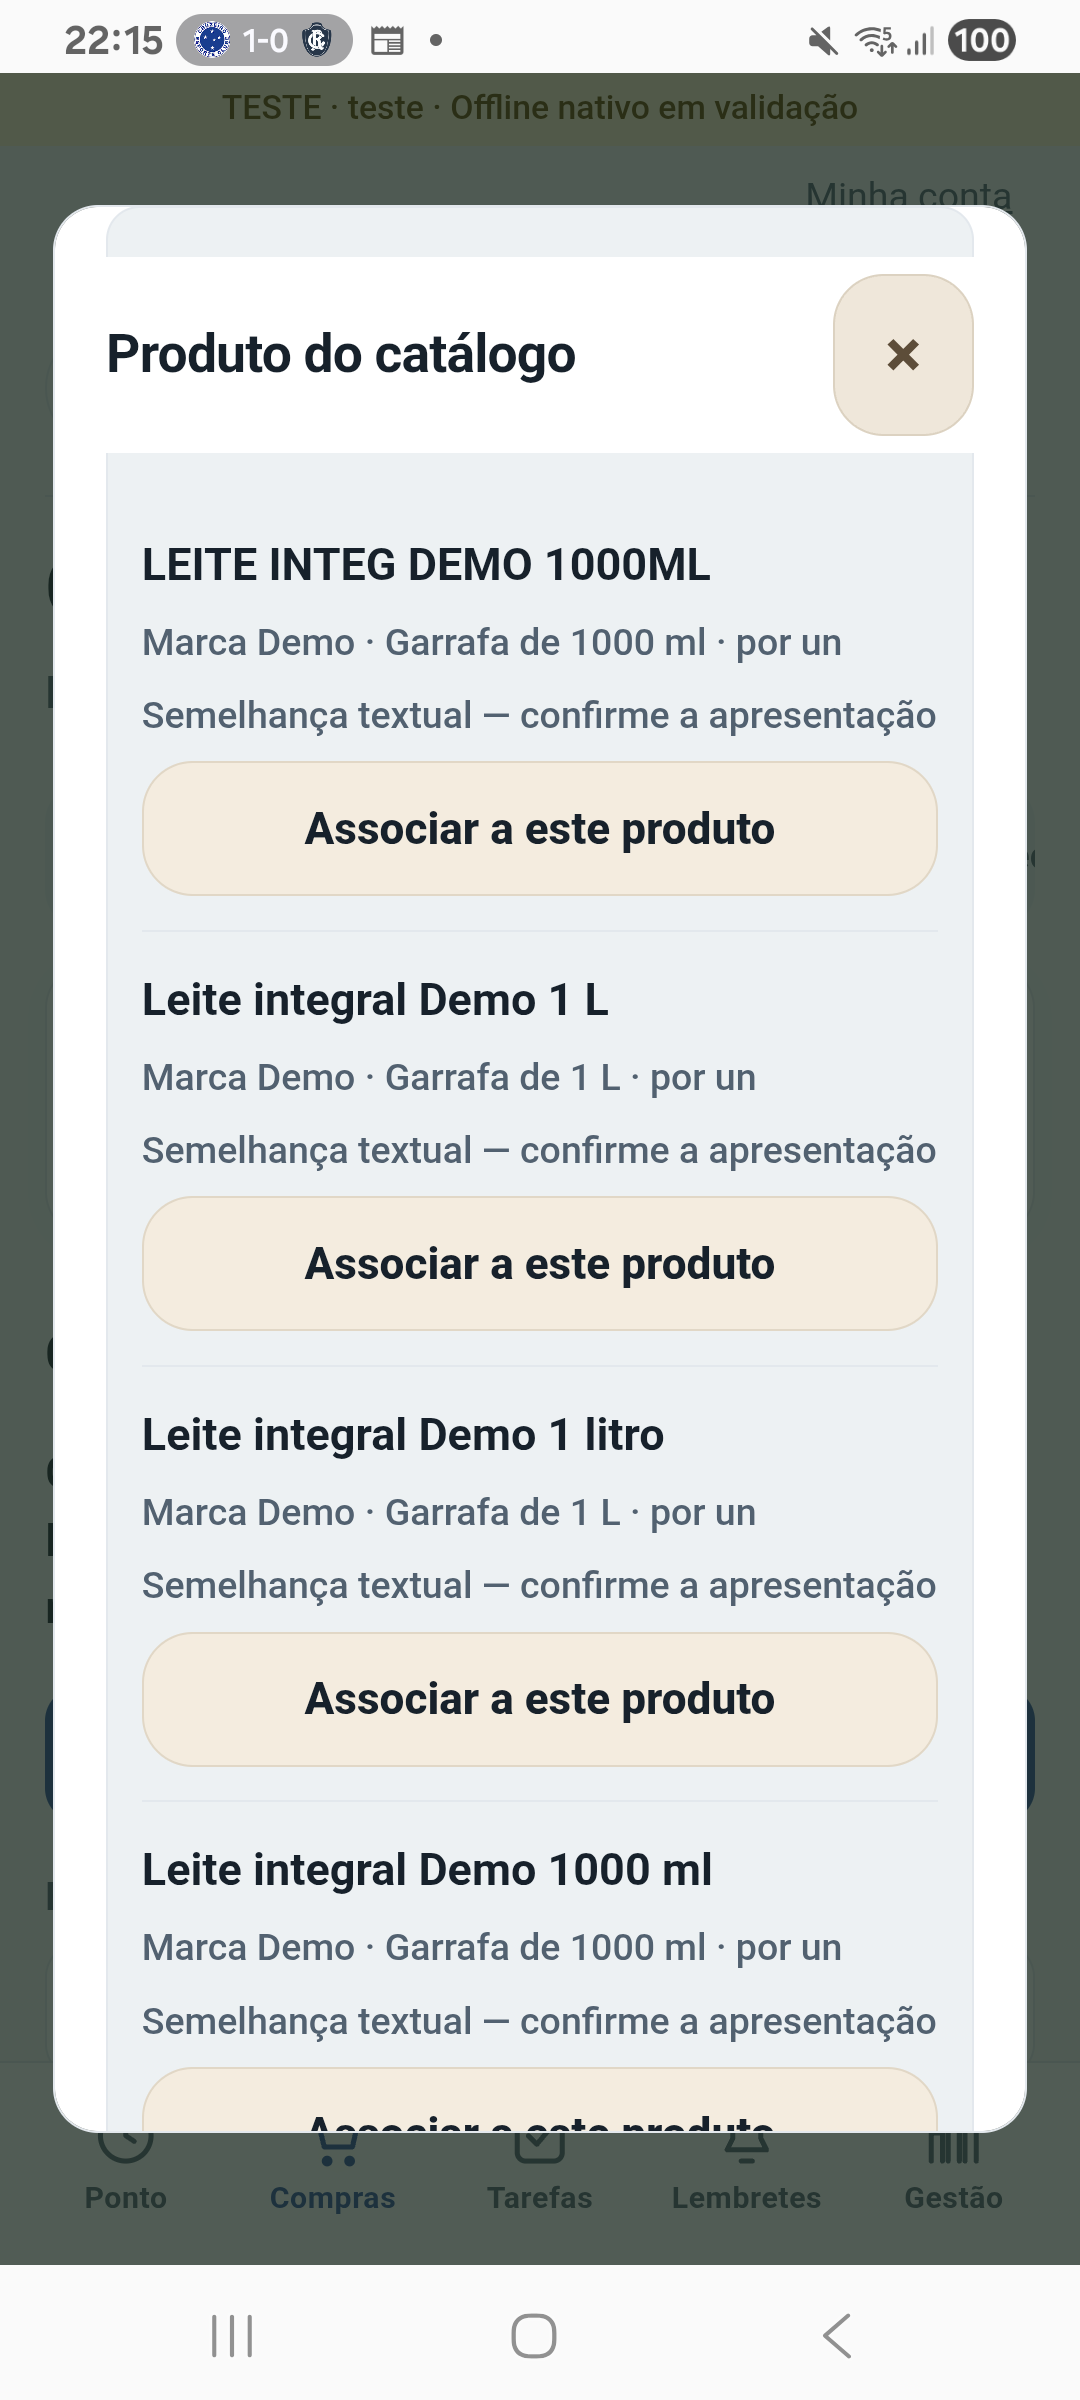 22:15
1-0
5
100
TESTE · teste · Offline nativo em validação
Minha conta
Produto do catálogo
×
LEITE INTEG DEMO 1000ML
Marca Demo · Garrafa de 1000 ml · por un
Semelhança textual — confirme a apresentação
Associar a este produto
Leite integral Demo 1 L
Marca Demo · Garrafa de 1 L · por un
Semelhança textual — confirme a apresentação
Associar a este produto
Leite integral Demo 1 litro
Marca Demo · Garrafa de 1 L · por un
Semelhança textual — confirme a apresentação
Associar a este produto
Leite integral Demo 1000 ml
Marca Demo · Garrafa de 1000 ml · por un
Semelhança textual — confirme a apresentação
Associar a este produto
Ponto
Compras
Tarefas
Lembretes
Gestão